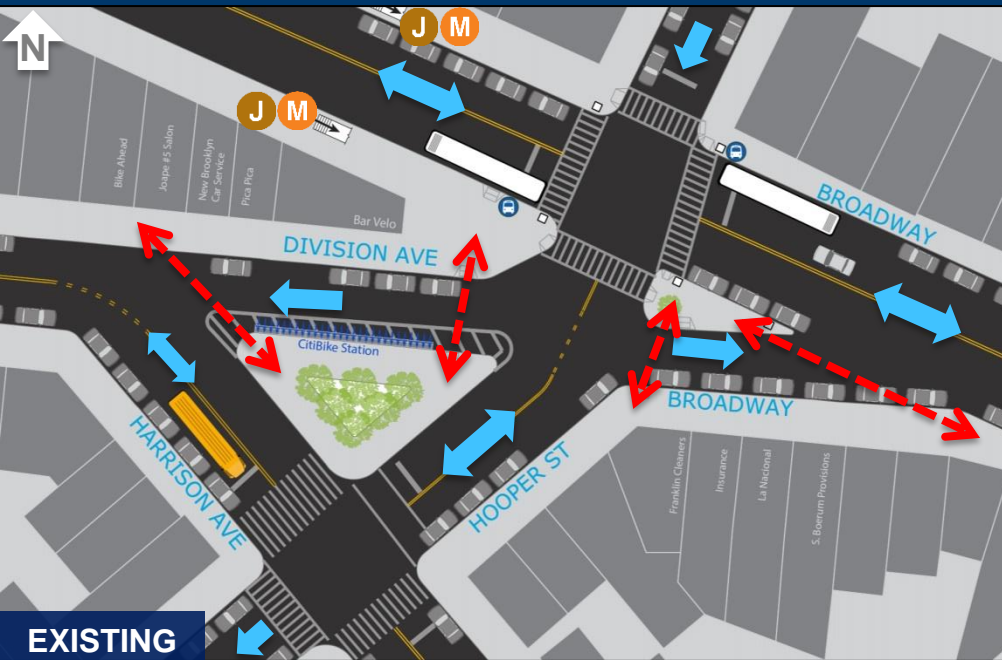 N
J M
J M
Bike Ahead
Joape #5 Salon
New Brooklyn
Car Service
Pica Pica
Bar Velo
BROADWAY
DIVISION AVE
CitiBike Station
BROADWAY
HARRISON AVE
HOOPER ST
Franklin Cleaners
Insurance
La Nacional
S. Boerum Provisions
EXISTING